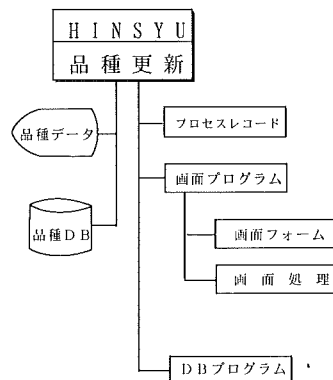 ＨＩＮＳＹＵ
品種更新
品種データ
プロセスレコード
画面プログラム
品種ＤＢ
画面フォーム
画面処理
ＤＢプログラム